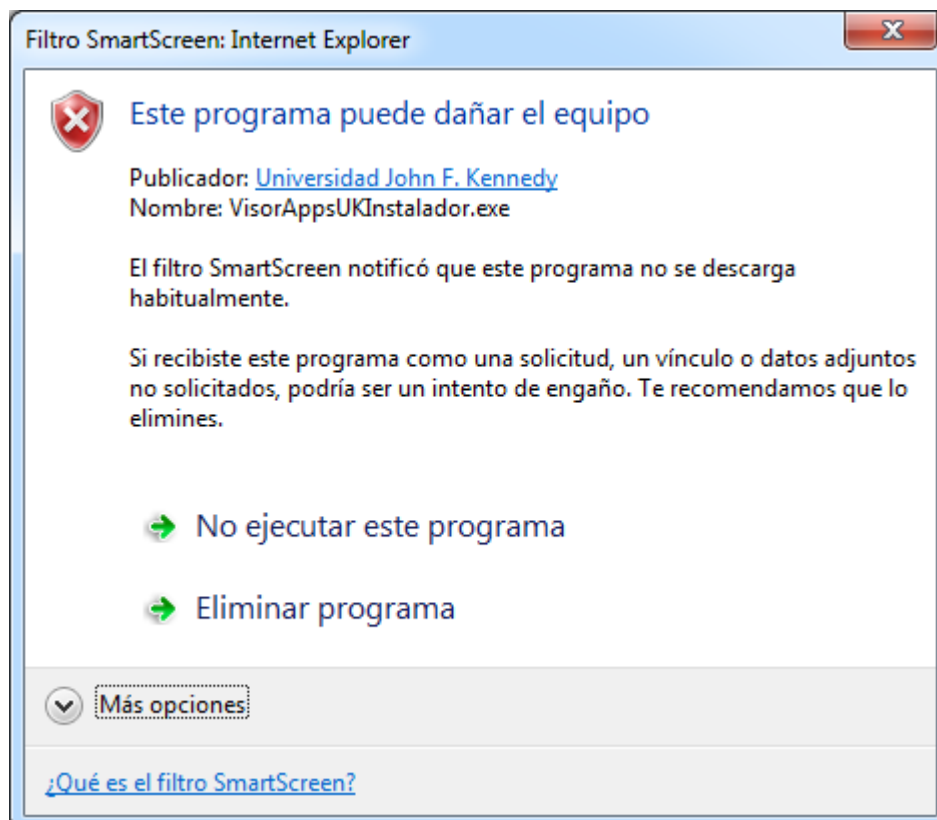 Filtro SmartScreen: Internet Explorer
Este programa puede dañar el equipo
Publicador: Universidad John F. Kennedy
Nombre: VisorAppsUKInstalador.exe
El filtro SmartScreen notificó que este programa no se descarga
habitualmente.
Si recibiste este programa como una solicitud, un vínculo o datos adjuntos
no solicitados, podría ser un intento de engaño. Te recomendamos que lo
elimines.
No ejecutar este programa
Eliminar programa
Más opciones
¿Qué es el filtro SmartScreen?